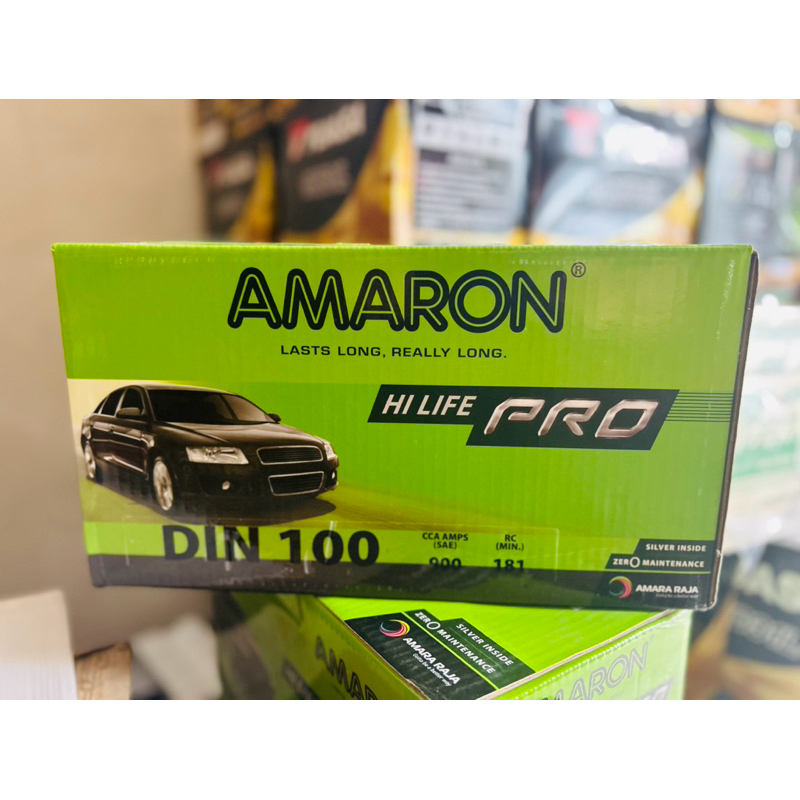 AMARON®
LASTS LONG, REALLY LONG.
HI LIFE PRO
DIN 100
CCA AMPS
(SAE)
900
RC
(MIN.)
181
SILVER INSIDE
ZERO MAINTENANCE
AMARA RAJA
SILVER INSIDE
ZERO MAINTENANCE
AMARA RAJA
AMARON